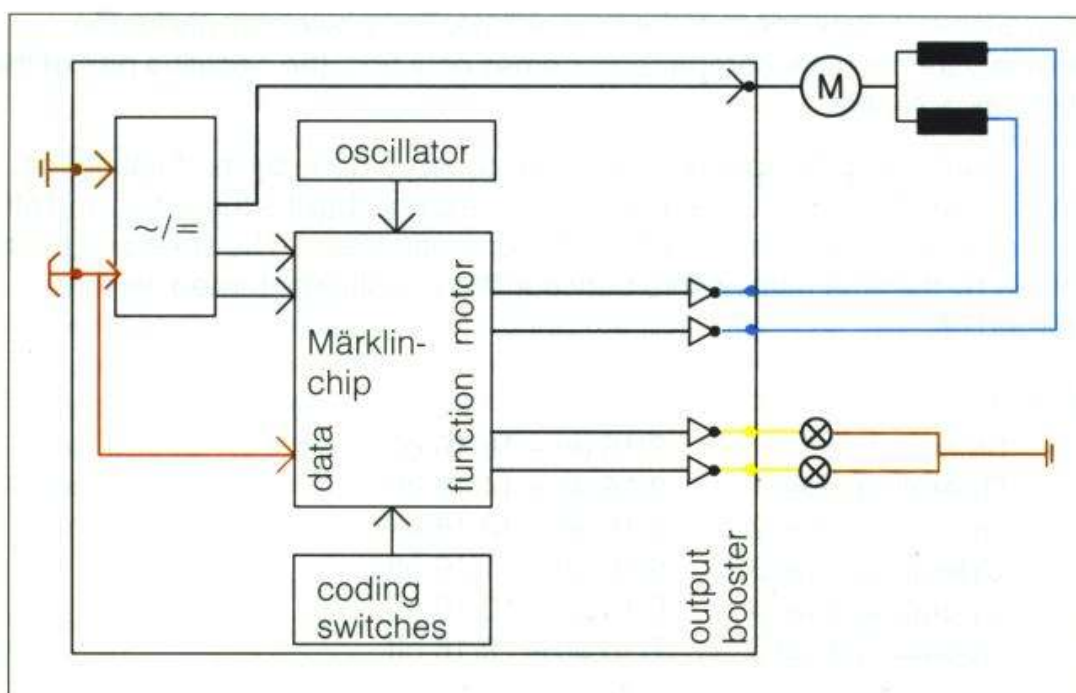 oscillator
M
~/=
Märklin-
chip
motor
function
data
coding
switches
output
booster